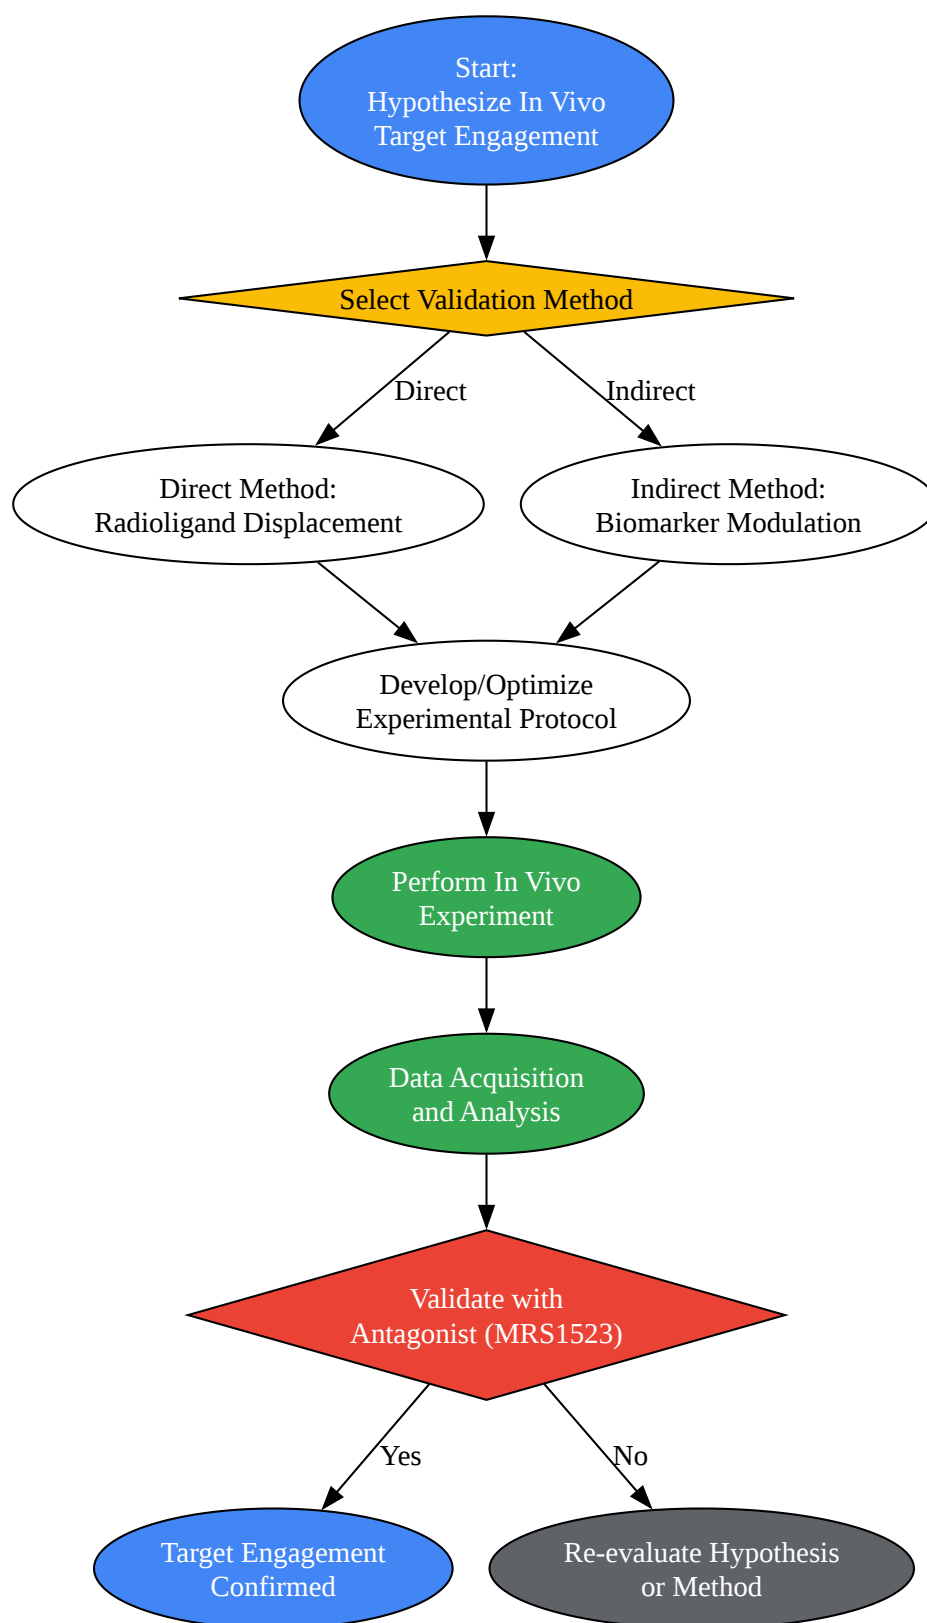 Start:
Hypothesize In Vivo
Target Engagement
Select Validation Method
Direct
Indirect
Direct Method:
Radioligand Displacement
Indirect Method:
Biomarker Modulation
Develop/Optimize
Experimental Protocol
Perform In Vivo
Experiment
Data Acquisition
and Analysis
Validate with
Antagonist (MRS1523)
Yes
No
Target Engagement
Confirmed
Re-evaluate Hypothesis
or Method